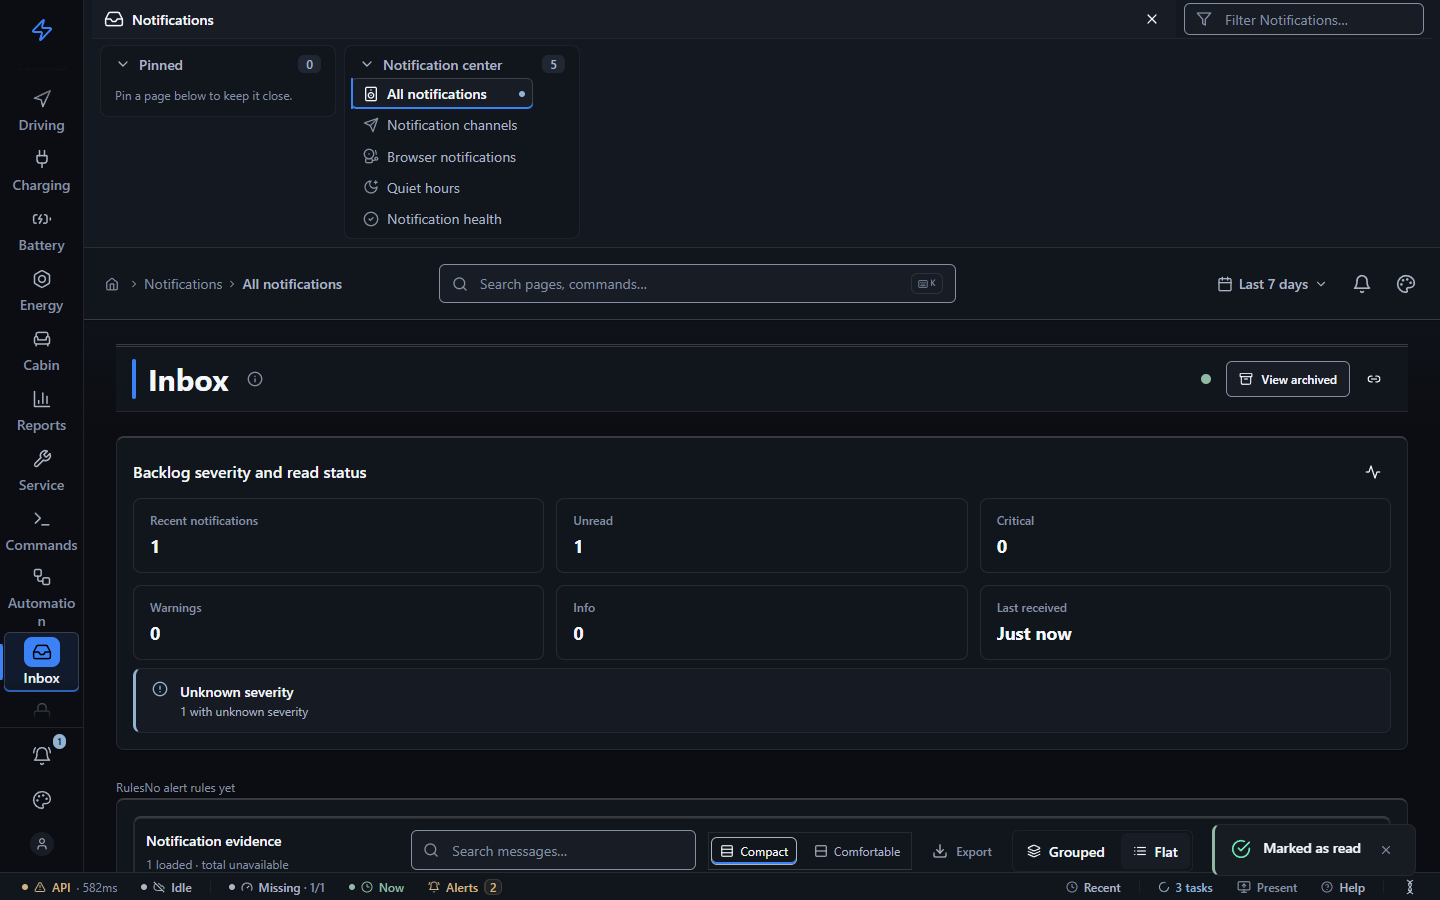 Notifications
Filter Notifications...
Pinned
0
Pin a page below to keep it close.
Notification center
5
All notifications
Notification channels
Browser notifications
Quiet hours
Notification health
Driving
Charging
Battery
Energy
Cabin
Reports
Service
Commands
Automatio
n
Inbox
1
Notifications
All notifications
Search pages, commands...
K
Last 7 days
Inbox
View archived
Backlog severity and read status
Recent notifications
1
Unread
1
Critical
0
Warnings
0
Info
0
Last received
Just now
Unknown severity
1 with unknown severity
RulesNo alert rules yet
Notification evidence
1 loaded · total unavailable
Search messages...
Compact
Comfortable
Export
Grouped
Flat
Marked as read
API · 582ms
Idle
Missing · 1/1
Now
Alerts 2
Recent
3 tasks
Present
Help